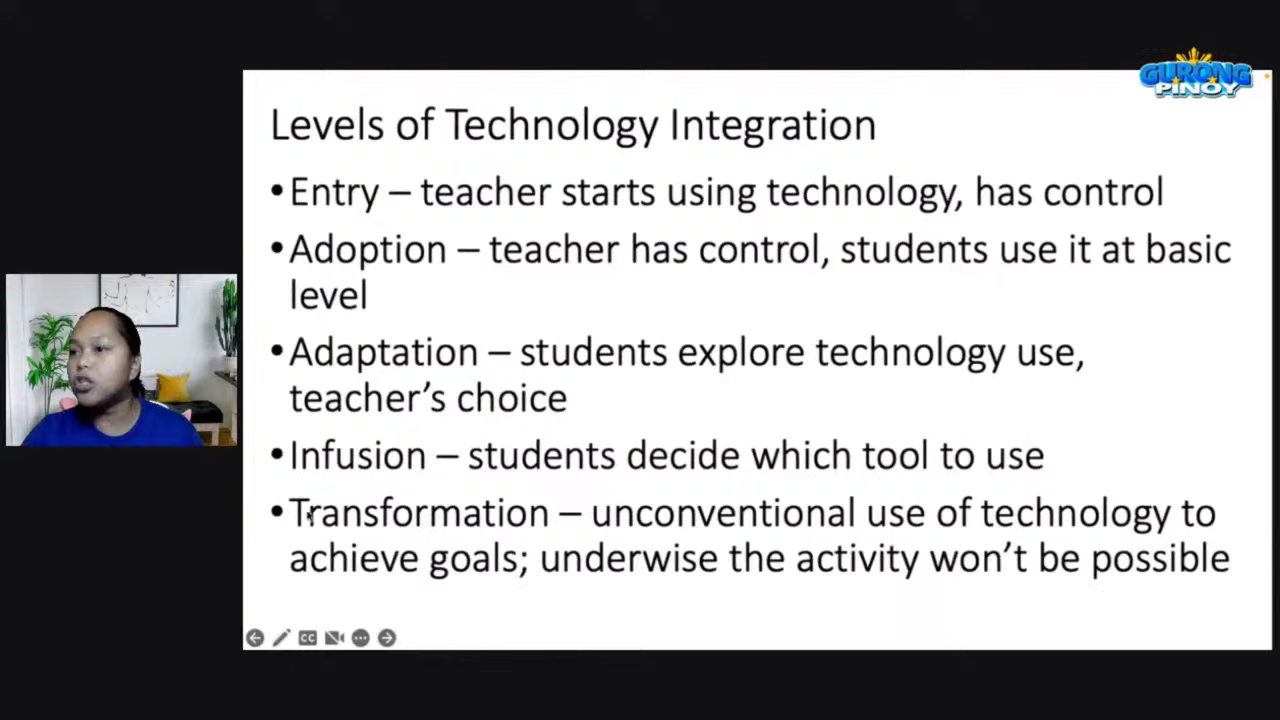 GURONG
PINOY
Levels of Technology Integration
•Entry – teacher starts using technology, has control
•Adoption – teacher has control, students use it at basic
level
•Adaptation – students explore technology use,
teacher’s choice
•Infusion – students decide which tool to use
•Transformation – unconventional use of technology to
achieve goals; underwise the activity won’t be possible
CC